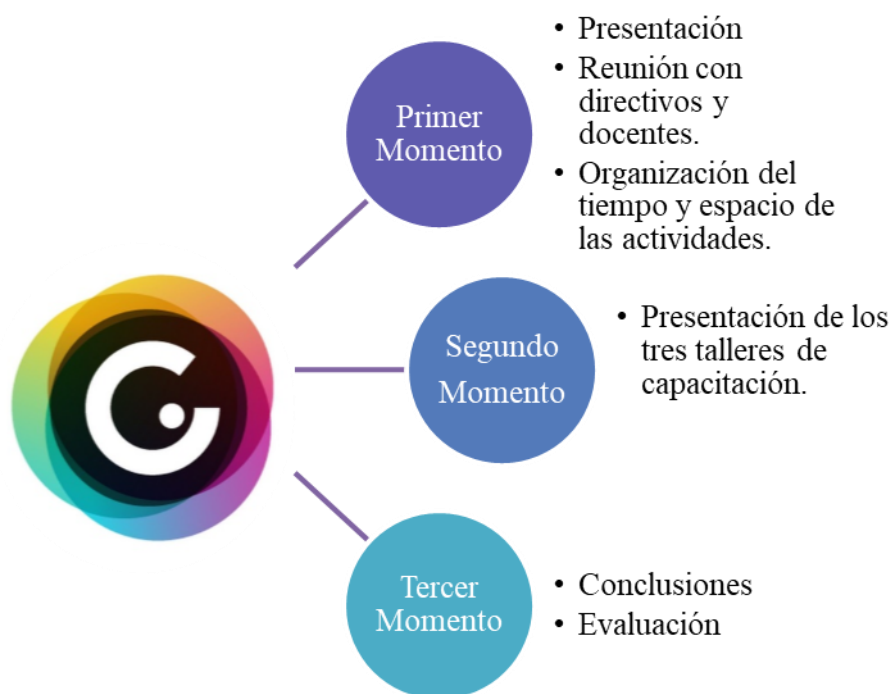 Primer
Momento
• Presentación
• Reunión con
directivos y
docentes.
• Organización del
tiempo y espacio de
las actividades.
Segundo
Momento
• Presentación de los
tres talleres de
capacitación.
Tercer
Momento
• Conclusiones
• Evaluación